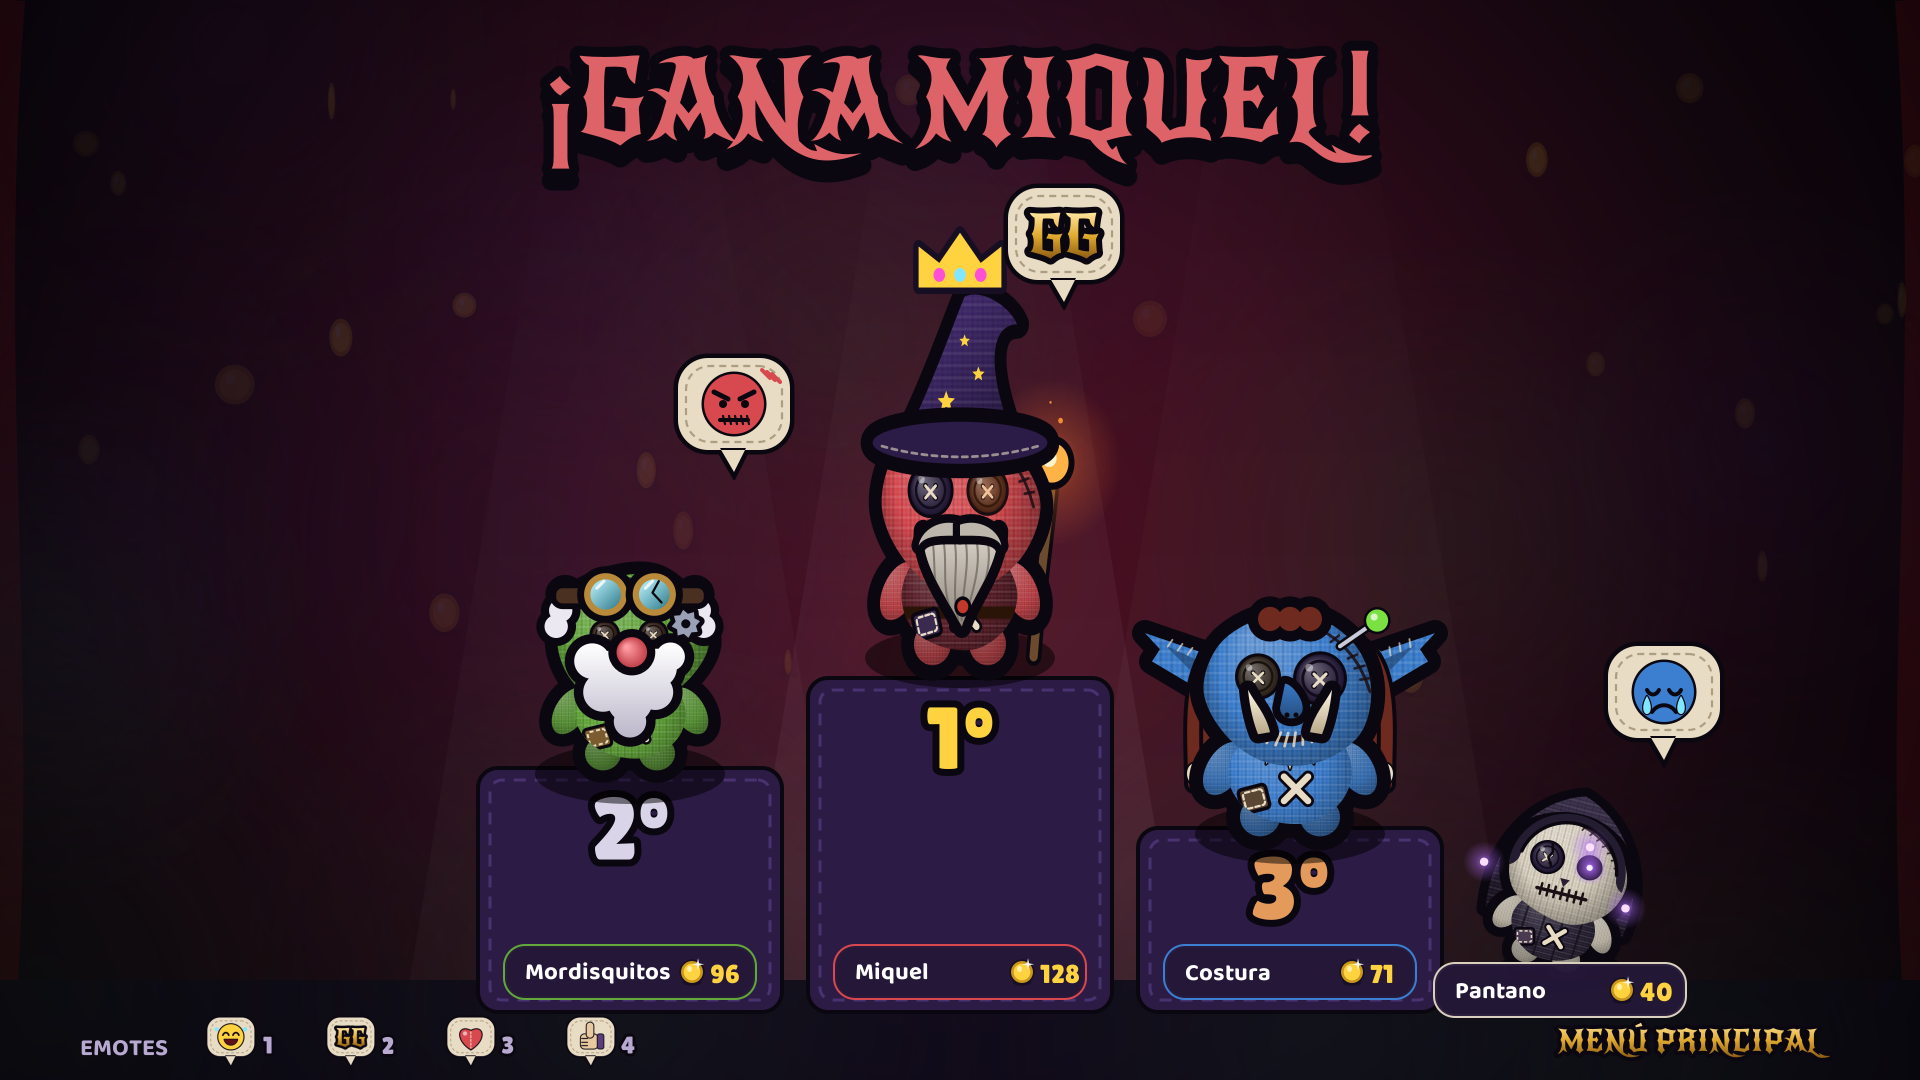 ¡GANA MIQUEL!
GG
1º
2º
3º
Mordisquitos 96
Miquel 128
Costura 71
Pantano 40
EMOTES 1 GG 2 3 4
MENÚ PRINCIPAL